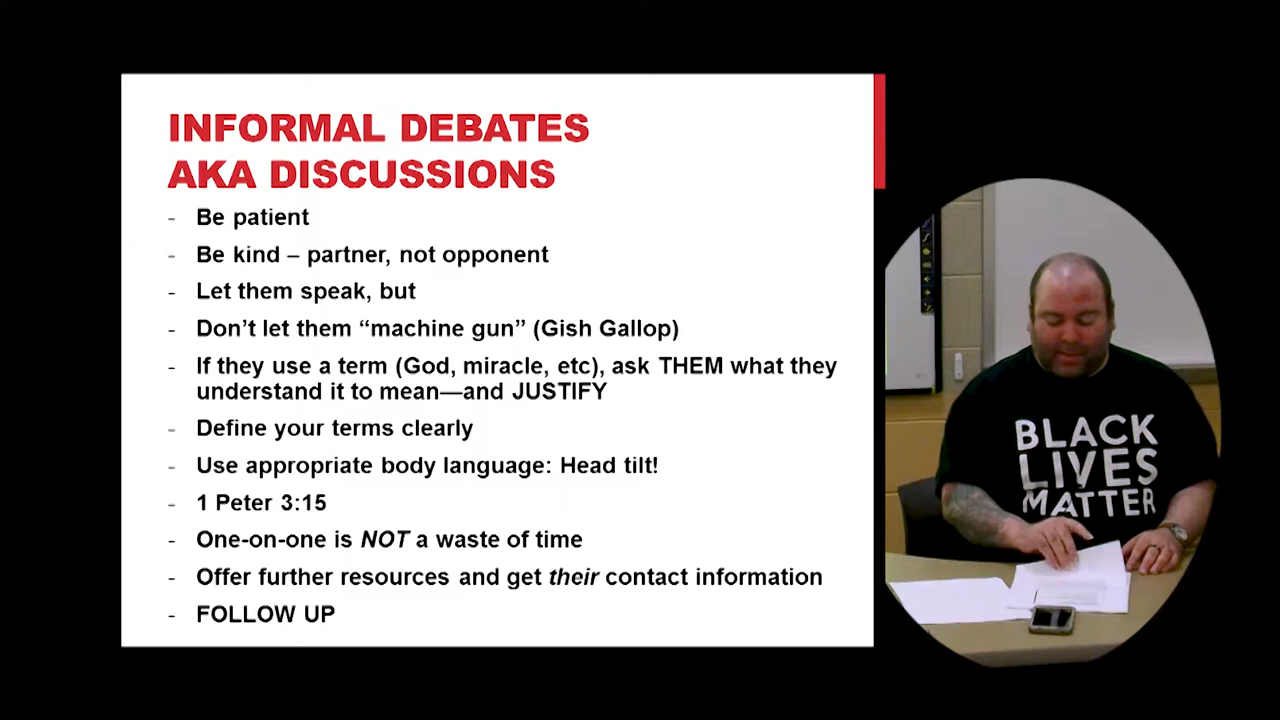 INFORMAL DEBATES
AKA DISCUSSIONS
- Be patient
- Be kind – partner, not opponent
- Let them speak, but
- Don’t let them “machine gun” (Gish Gallop)
- If they use a term (God, miracle, etc), ask THEM what they
understand it to mean—and JUSTIFY
- Define your terms clearly
- Use appropriate body language: Head tilt!
- 1 Peter 3:15
- One-on-one is NOT a waste of time
- Offer further resources and get their contact information
- FOLLOW UP
BLACK
LIVES
MATTER